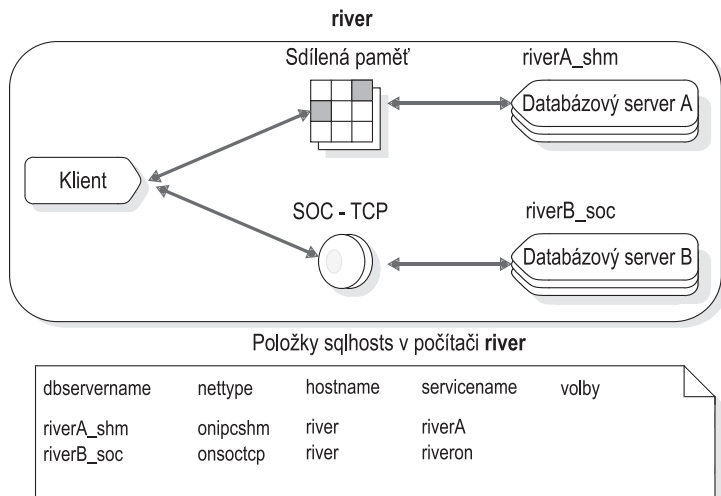 river
Sdílená paměť
riverA_shm
Databázový server A
Klient
SOC - TCP
riverB_soc
Databázový server B
Položky sqlhosts v počítači river
dbservername nettype hostname servicename volby
riverA_shm onipcshm river riverA
riverB_soc onsoctcp river riveron